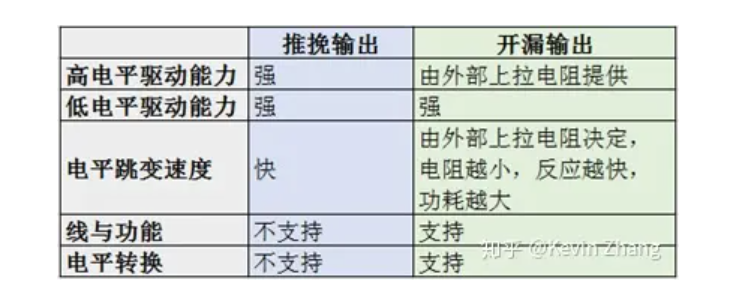 推挽输出 开漏输出
高电平驱动能力 强 由外部上拉电阻提供
低电平驱动能力 强 强
电平跳变速度 快 由外部上拉电阻决定，
电阻越小，反应越快，
功耗越大
线与功能 不支持 支持
电平转换 不支持 支持
知乎 @Kevin Zhang